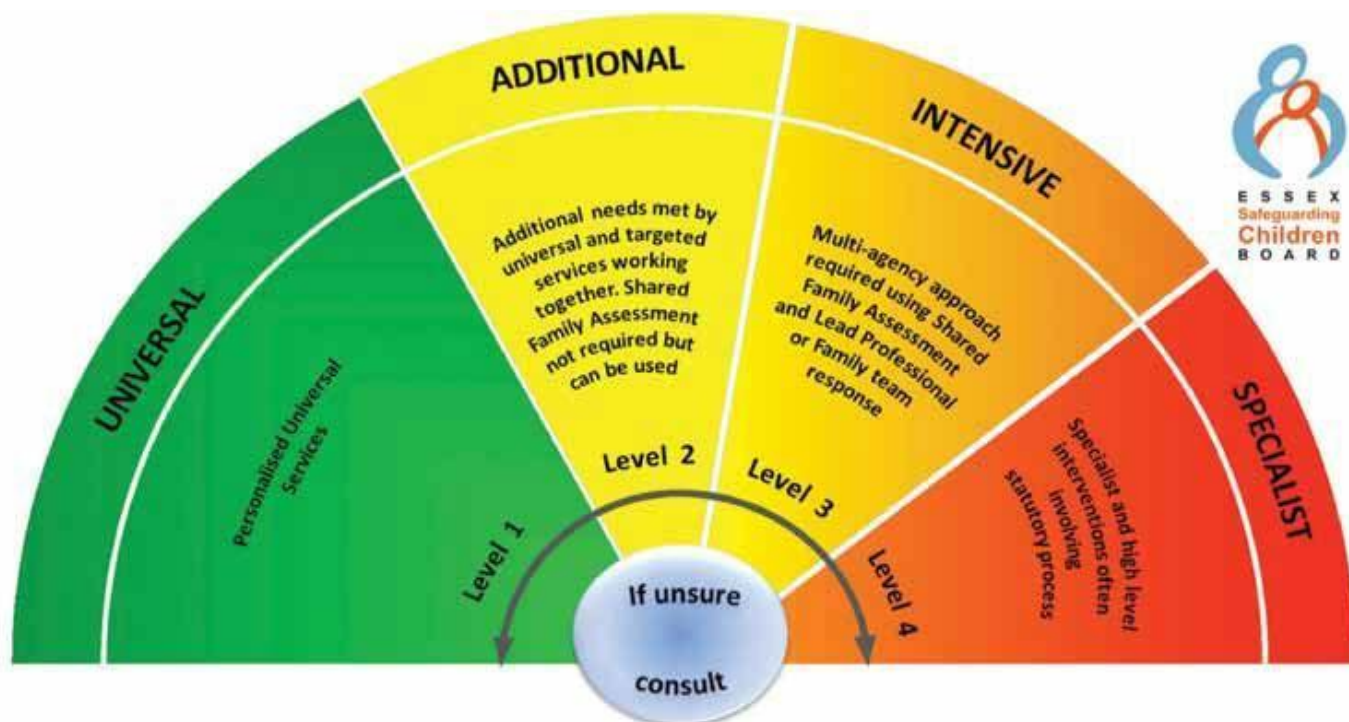 UNIVERSAL
Personalised Universal
Services
Level 1
ADDITIONAL
Additional needs met by
universal and targeted
services working
together. Shared
Family Assessment
not required but
can be used
Level 2
INTENSIVE
Multi-agency approach
required using Shared
Family Assessment
and Lead Professional
or Family team
response
Level 3
SPECIALIST
Specialist and high level
interventions often
involving
statutory process
Level 4
If unsure
consult
ESSEX
Safeguarding
Children
BOARD